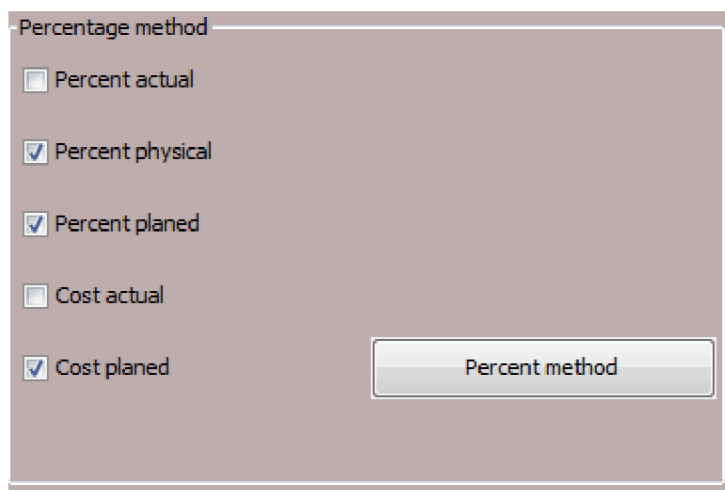 Percentage method
Percent actual
Percent physical
Percent planed
Cost actual
Cost planed
Percent method